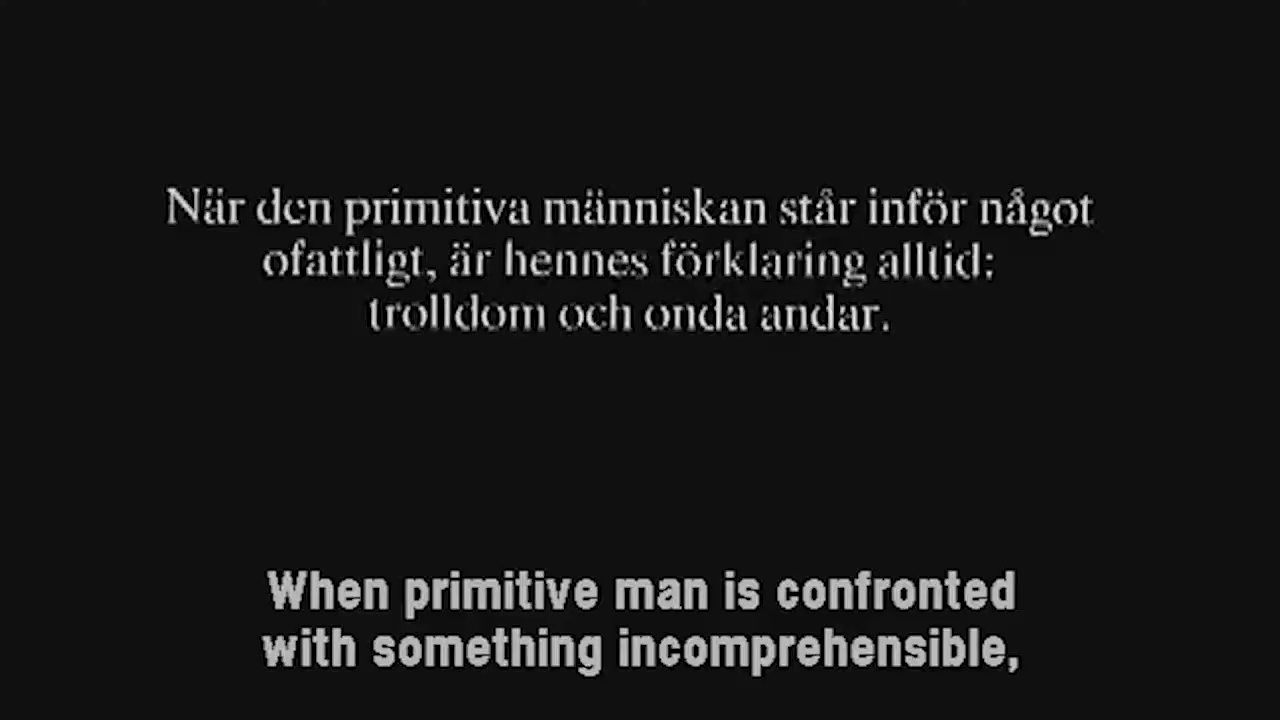 När den primitiva människan står inför något
ofattligt, är hennes förklaring alltid:
trolldom och onda andar.
When primitive man is confronted
with something incomprehensible,